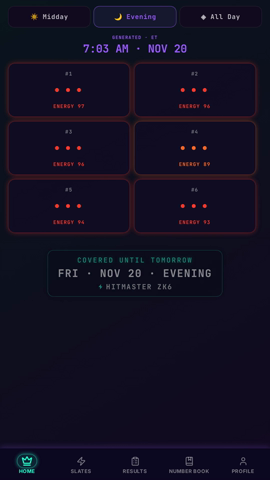 Midday
Evening
All Day
GENERATED · ET
7:03 AM · NOV 20
#1
#2
ENERGY 97
ENERGY 96
#3
#4
ENERGY 96
ENERGY 89
#5
#6
ENERGY 94
ENERGY 93
COVERED UNTIL TOMORROW
FRI · NOV 20 · EVENING
HITMASTER ZK6
HOME
SLATES
RESULTS
NUMBER BOOK
PROFILE